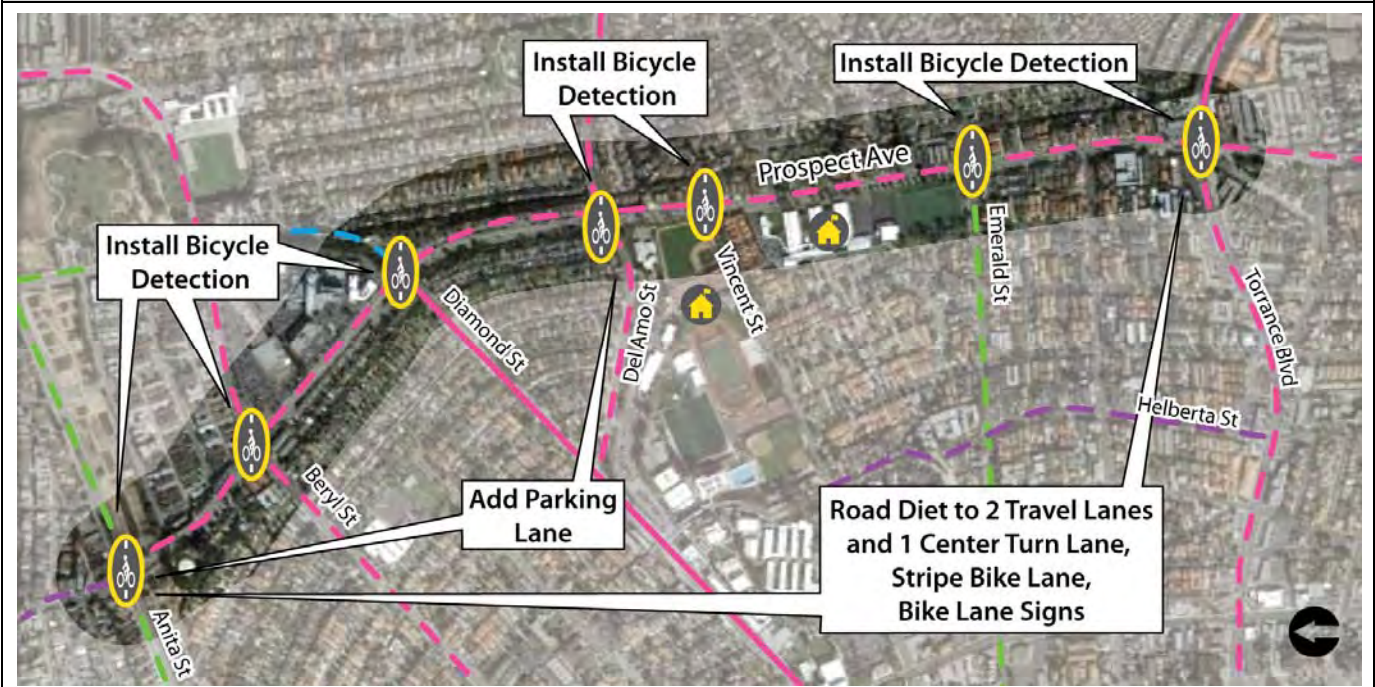 Install Bicycle
Detection
Install Bicycle Detection
Prospect Ave
Install Bicycle
Detection
Diamond St
Del Amo St
Vincent St
Emerald St
Torrance Blvd
Helberta St
Beryl St
Add Parking
Lane
Road Diet to 2 Travel Lanes
and 1 Center Turn Lane,
Stripe Bike Lane,
Bike Lane Signs
Anita St